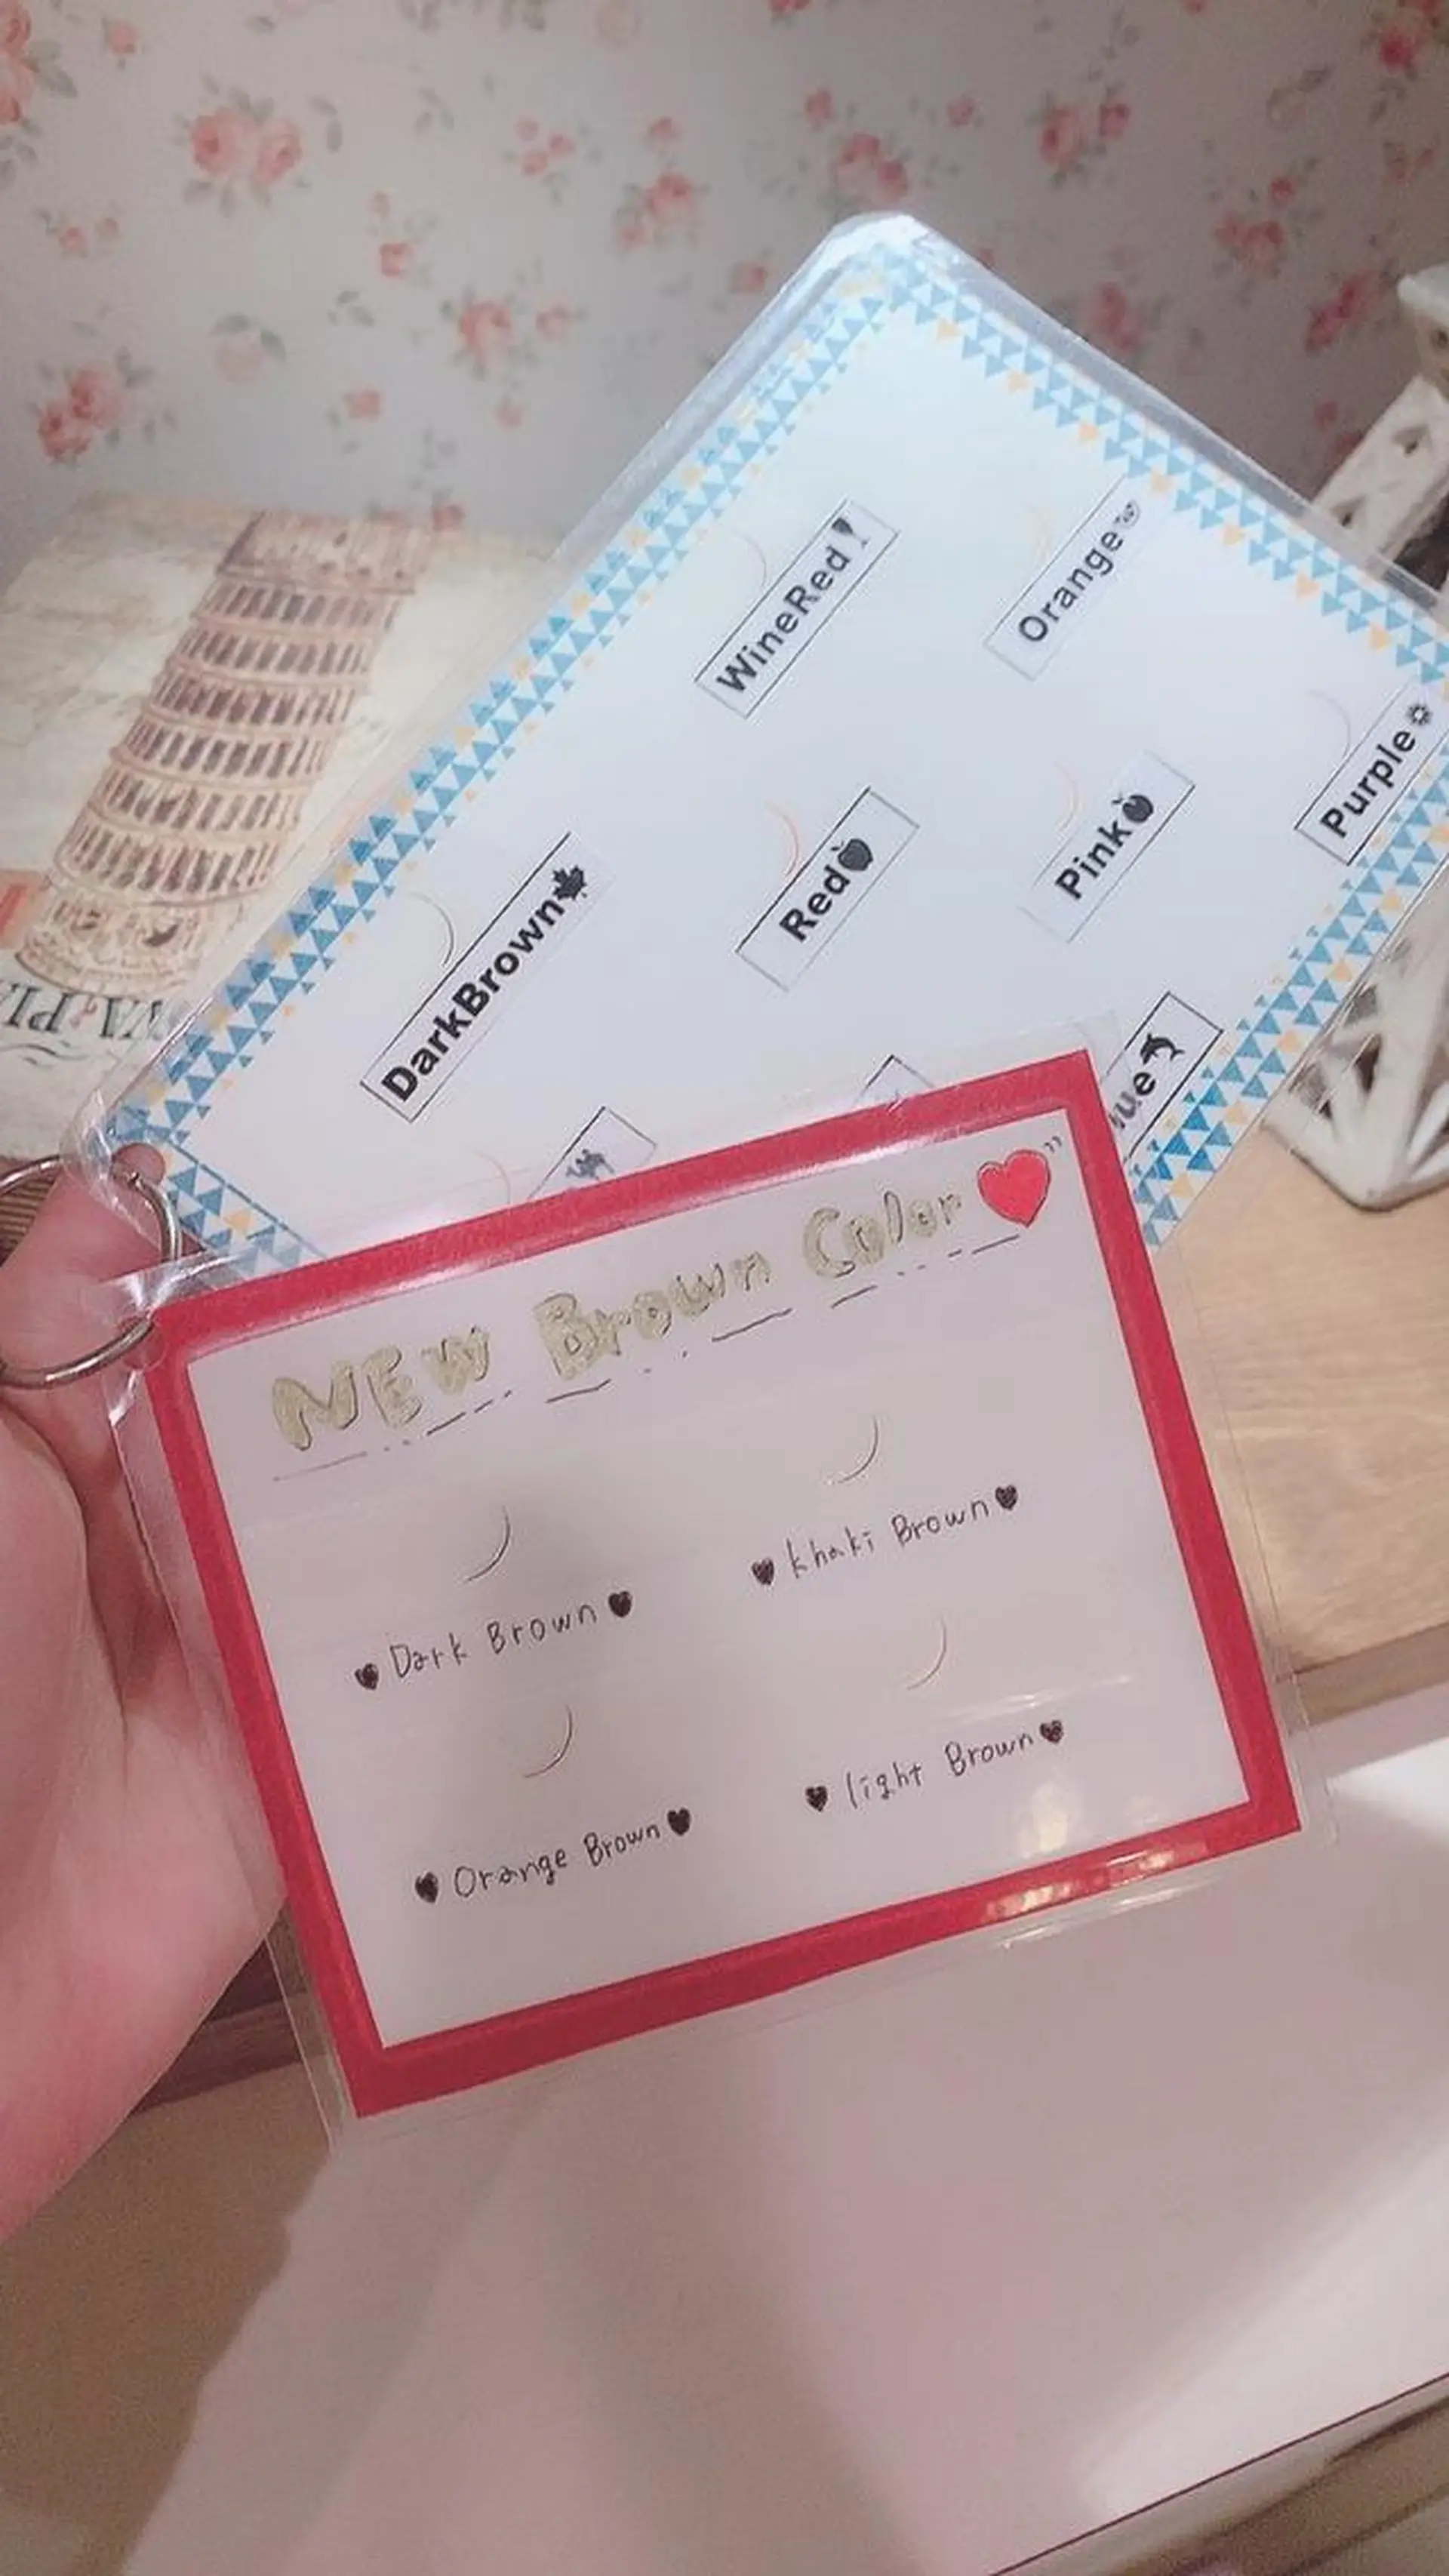 WineRed
Orange
Purple
DarkBrown
Red
Pink
NEW Brown Color
Dark Brown
khaki Brown
Orange Brown
light Brown